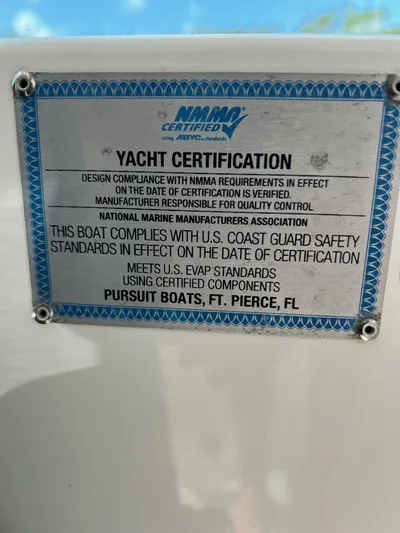 NMMA®
CERTIFIED
using ABYC standards
YACHT CERTIFICATION
DESIGN COMPLIANCE WITH NMMA REQUIREMENTS IN EFFECT
ON THE DATE OF CERTIFICATION IS VERIFIED.
MANUFACTURER RESPONSIBLE FOR QUALITY CONTROL
NATIONAL MARINE MANUFACTURERS ASSOCIATION
THIS BOAT COMPLIES WITH U.S. COAST GUARD SAFETY
STANDARDS IN EFFECT ON THE DATE OF CERTIFICATION
MEETS U.S. EVAP STANDARDS
USING CERTIFIED COMPONENTS
PURSUIT BOATS, FT. PIERCE, FL